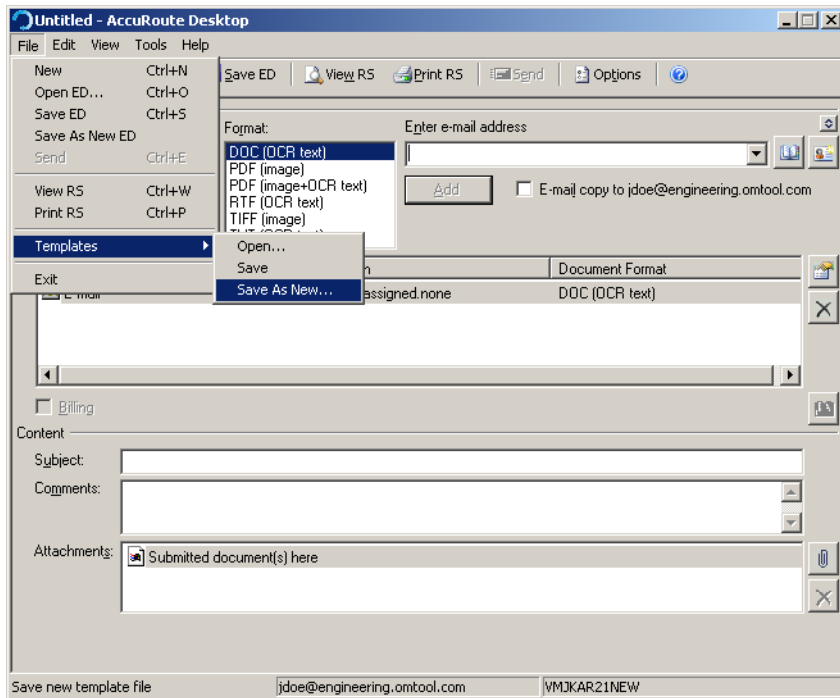 Untitled - AccuRoute Desktop
File Edit View Tools Help
New Ctrl+N
Open ED... Ctrl+O
Save ED Ctrl+S
Save As New ED
Send Ctrl+E
View RS Ctrl+W
Print RS Ctrl+P
Templates
Exit
Open...
Save
Save As New...
Save ED View RS Print RS Send Options
Format:
DOC (OCR text)
PDF (image)
PDF (image+OCR text)
RTF (OCR text)
TIFF (image)
Enter e-mail address
Add E-mail copy to jdoe@engineering.omtool.com
Document Format
E-mail assigned.none DOC (OCR text)
Billing
Content
Subject:
Comments:
Attachments: Submitted document(s) here
Save new template file jdoe@engineering.omtool.com VMJKAR21NEW